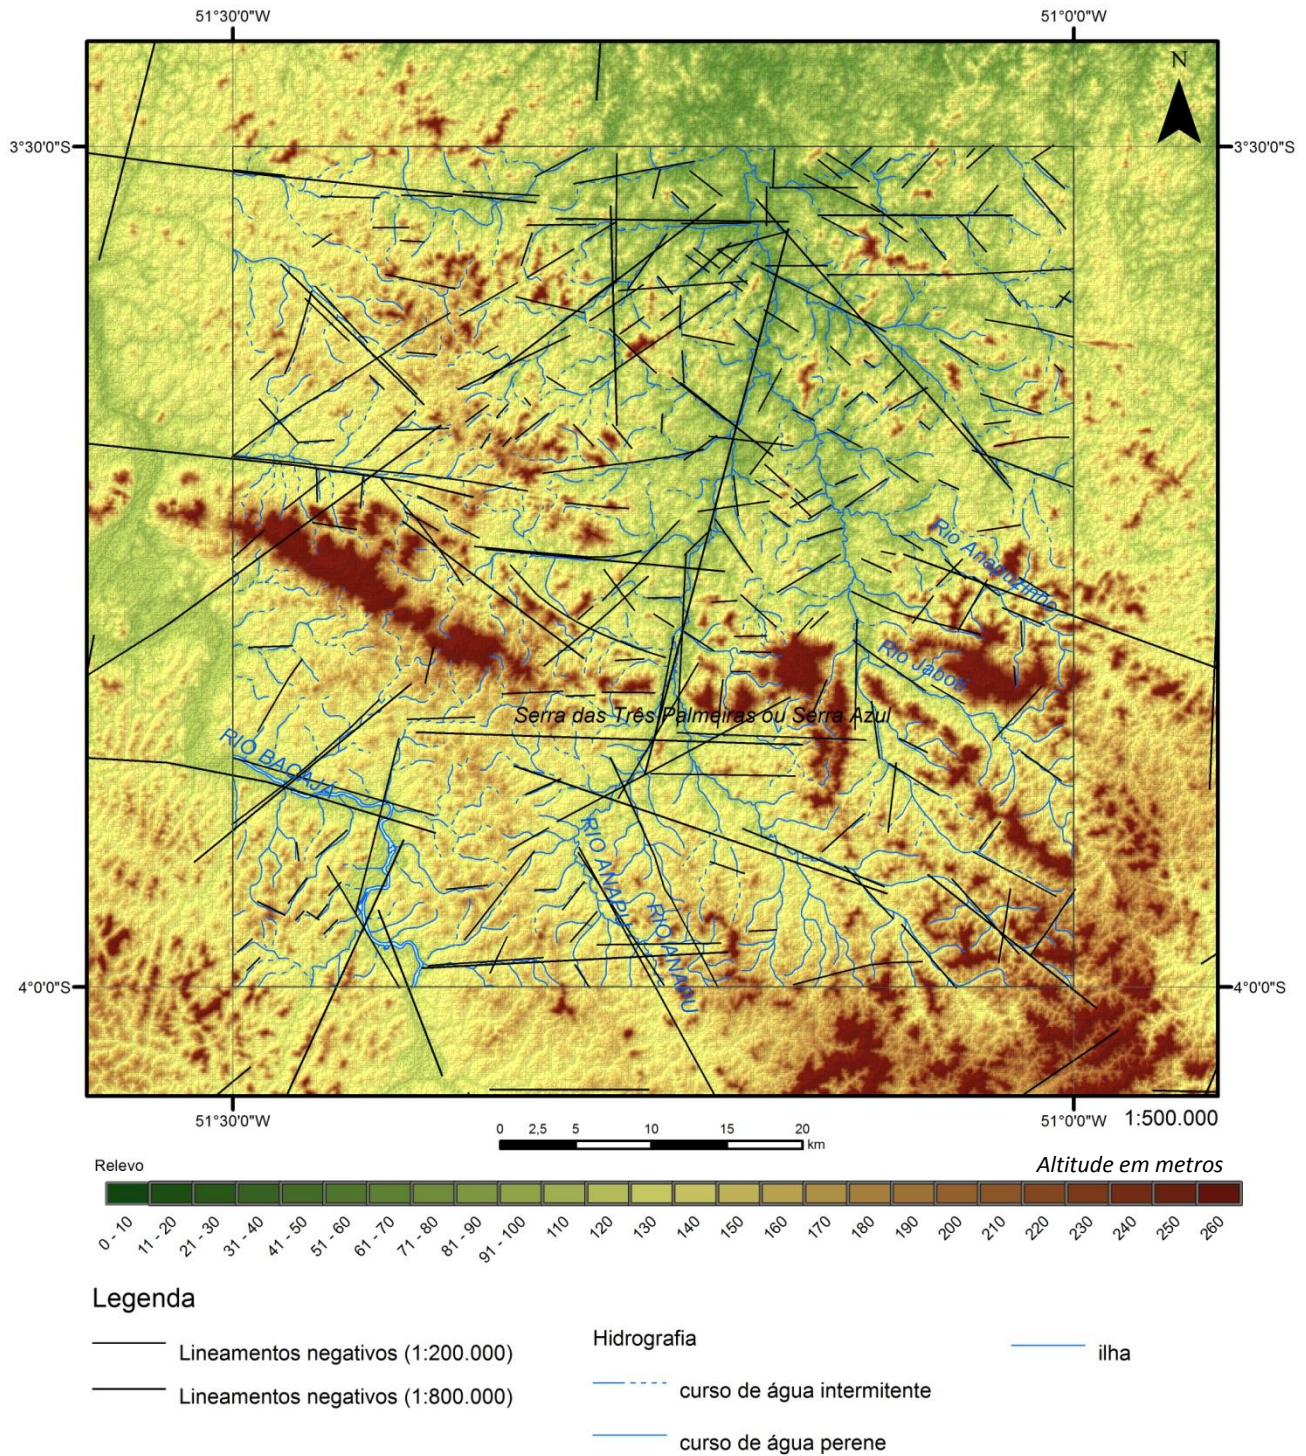 51°30'0"W
51°0'0"W
N
3°30'0"S
3°30'0"S
Rio Anapuzinho
Rio Jaboti
Serra das Três Palmeiras ou Serra Azul
RIO BACAJÁ
RIO ANAPU
RIO ANAPU
4°0'0"S
4°0'0"S
51°30'0"W
51°0'0"W
1:500.000
0 2,5 5 10 15 20
km
Relevo
Altitude em metros
0 - 10
11 - 20
21 - 30
31 - 40
41 - 50
51 - 60
61 - 70
71 - 80
81 - 90
91 - 100
110
120
130
140
150
160
170
180
190
200
210
220
230
240
250
260
Legenda
Lineamentos negativos (1:200.000)
Lineamentos negativos (1:800.000)
Hidrografia
curso de água intermitente
curso de água perene
ilha